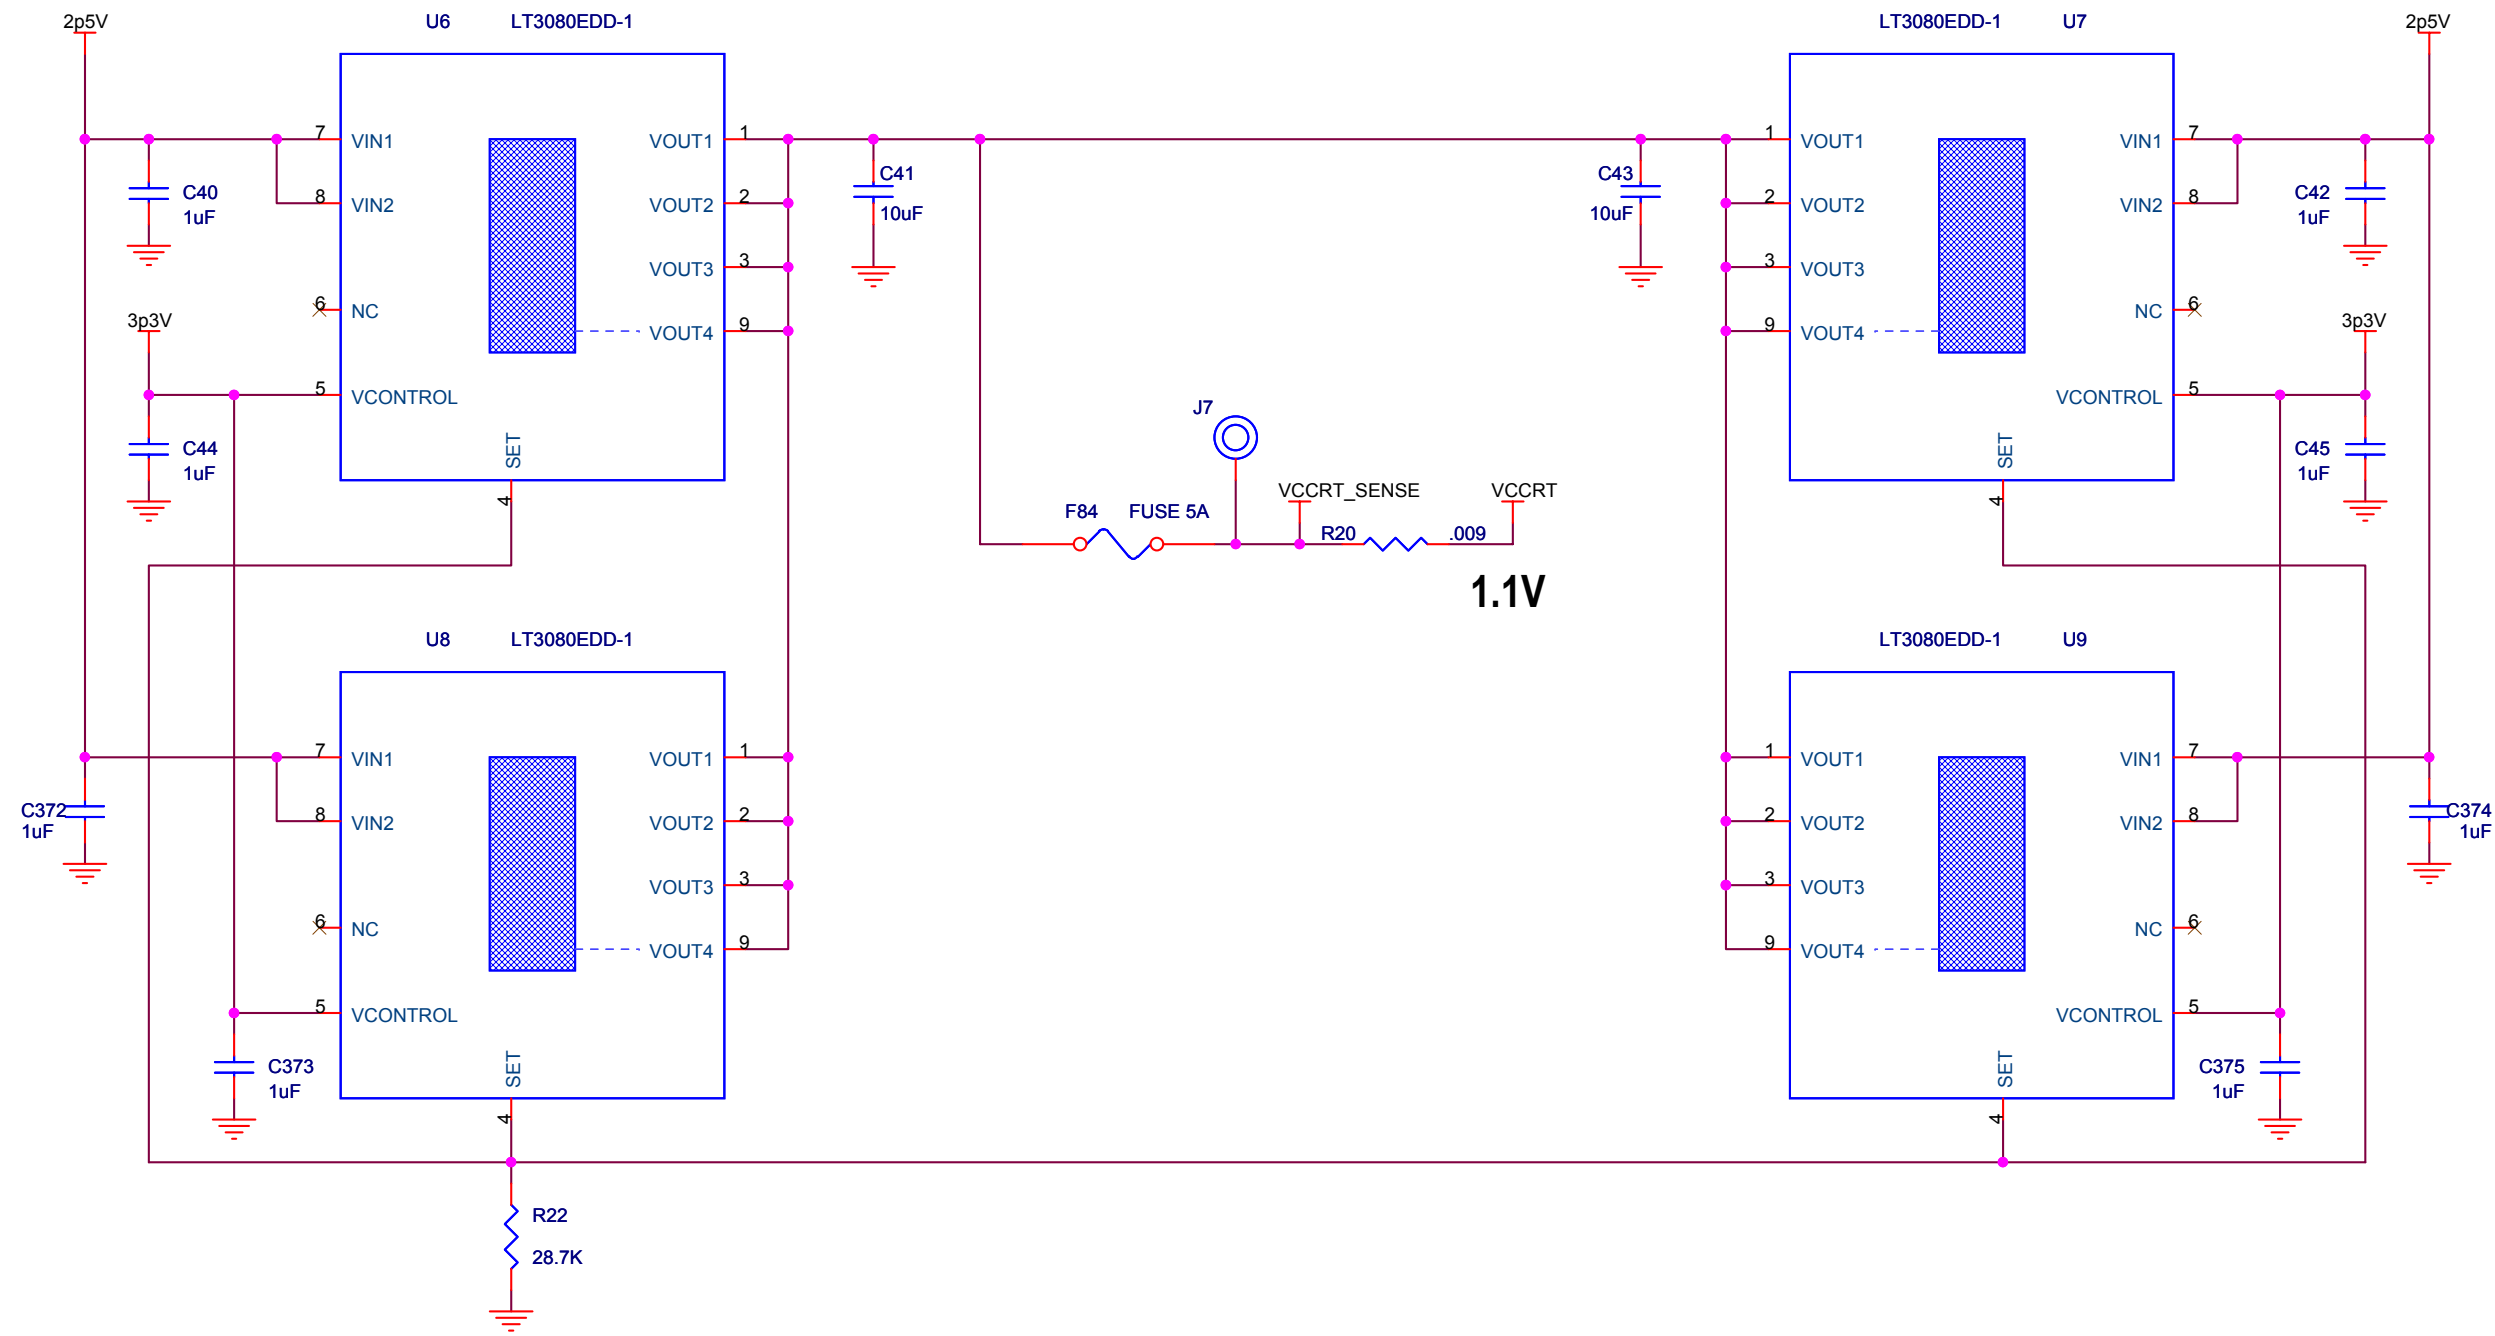 2p5V
U6 LT3080EDD-1
LT3080EDD-1 U7
2p5V
7 VIN1
VOUT1 1
1 VOUT1
VIN1 7
C40
1uF
8 VIN2
VOUT2 2
C41
10uF
C43
10uF
2 VOUT2
VIN2 8
C42
1uF
VOUT3 3
3 VOUT3
6 NC
VOUT4 9
9 VOUT4
NC 6
3p3V
3p3V
5 VCONTROL
VCONTROL 5
C44
1uF
SET
4
J7
VCCRT_SENSE
VCCRT
F84 FUSE 5A
R20 .009
1.1V
SET
4
C45
1uF
U8 LT3080EDD-1
LT3080EDD-1 U9
7 VIN1
VOUT1 1
1 VOUT1
VIN1 7
C372
1uF
8 VIN2
VOUT2 2
2 VOUT2
VIN2 8
C374
1uF
VOUT3 3
3 VOUT3
6 NC
VOUT4 9
9 VOUT4
NC 6
5 VCONTROL
VCONTROL 5
C373
1uF
SET
4
SET
4
C375
1uF
R22
28.7K